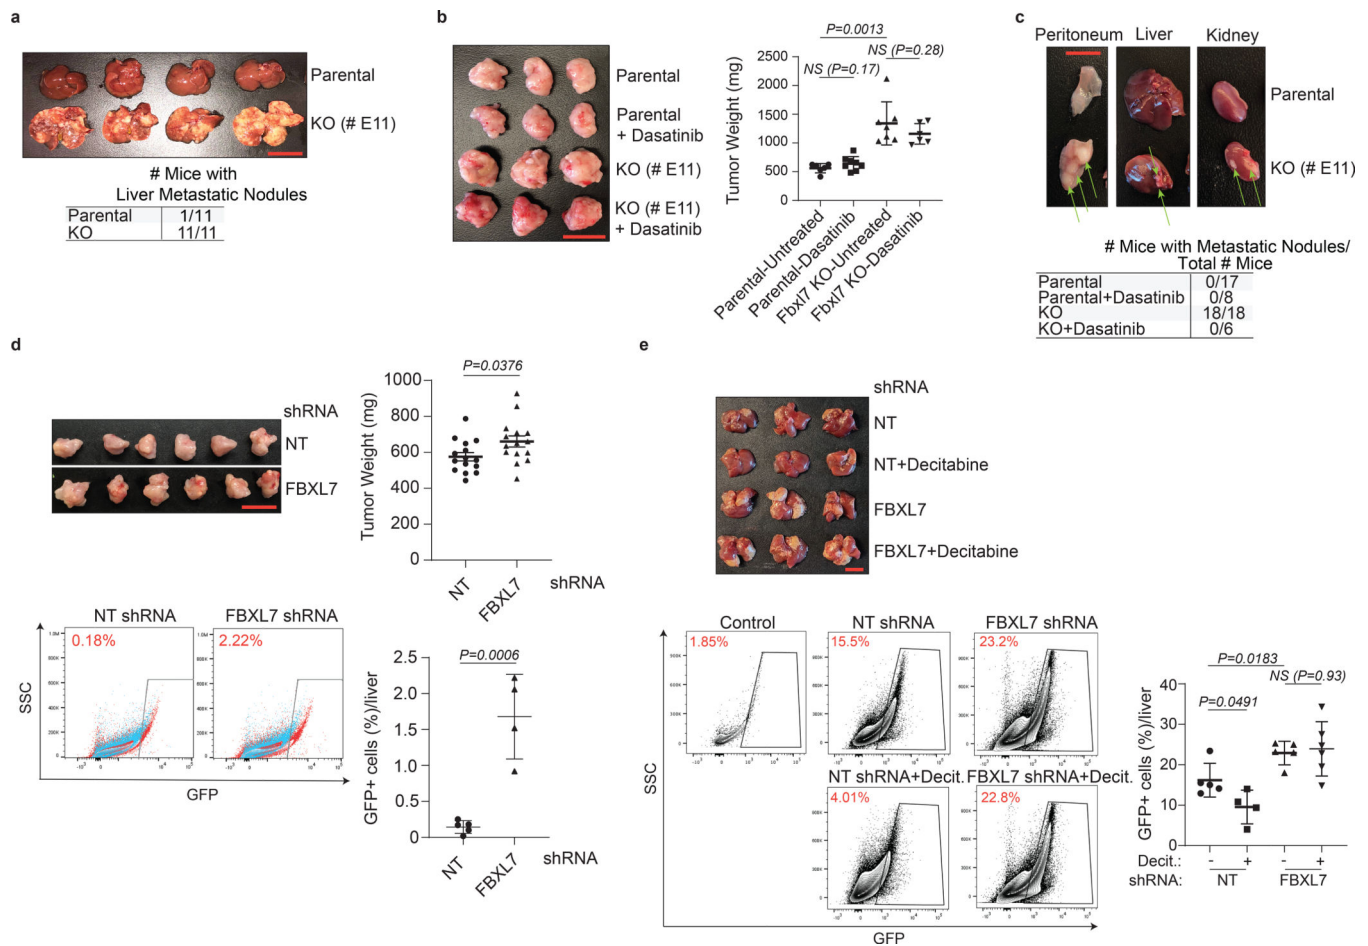 a
Parental
KO (# E11)
# Mice with
Liver Metastatic Nodules
Parental 1/11
KO 11/11
b
Parental
Parental
+ Dasatinib
KO (# E11)
KO (# E11)
+ Dasatinib
P=0.0013
NS (P=0.28)
NS (P=0.17)
Tumor Weight (mg)
2500
2000
1500
1000
500
0
Parental-Untreated
Parental-Dasatinib
Fbxl7 KO-Untreated
Fbxl7 KO-Dasatinib
c
Peritoneum Liver Kidney
Parental
KO (# E11)
# Mice with Metastatic Nodules/
Total # Mice
Parental 0/17
Parental+Dasatinib 0/8
KO 18/18
KO+Dasatinib 0/6
d
shRNA
NT
FBXL7
P=0.0376
Tumor Weight (mg)
1000
800
600
400
200
0
NT
FBXL7
shRNA
NT shRNA FBXL7 shRNA
0.18% 2.22%
SSC
GFP
P=0.0006
GFP+ cells (%)/liver
2.5
2.0
1.5
1.0
0.5
0
NT
FBXL7
shRNA
e
shRNA
NT
NT+Decitabine
FBXL7
FBXL7+Decitabine
Control NT shRNA FBXL7 shRNA
1.85% 15.5% 23.2%
NT shRNA+Decit. FBXL7 shRNA+Decit.
4.01% 22.8%
SSC
GFP
P=0.0183
NS (P=0.93)
P=0.0491
GFP+ cells (%)/liver
40
30
20
10
0
Decit.: - + - +
shRNA: NT FBXL7